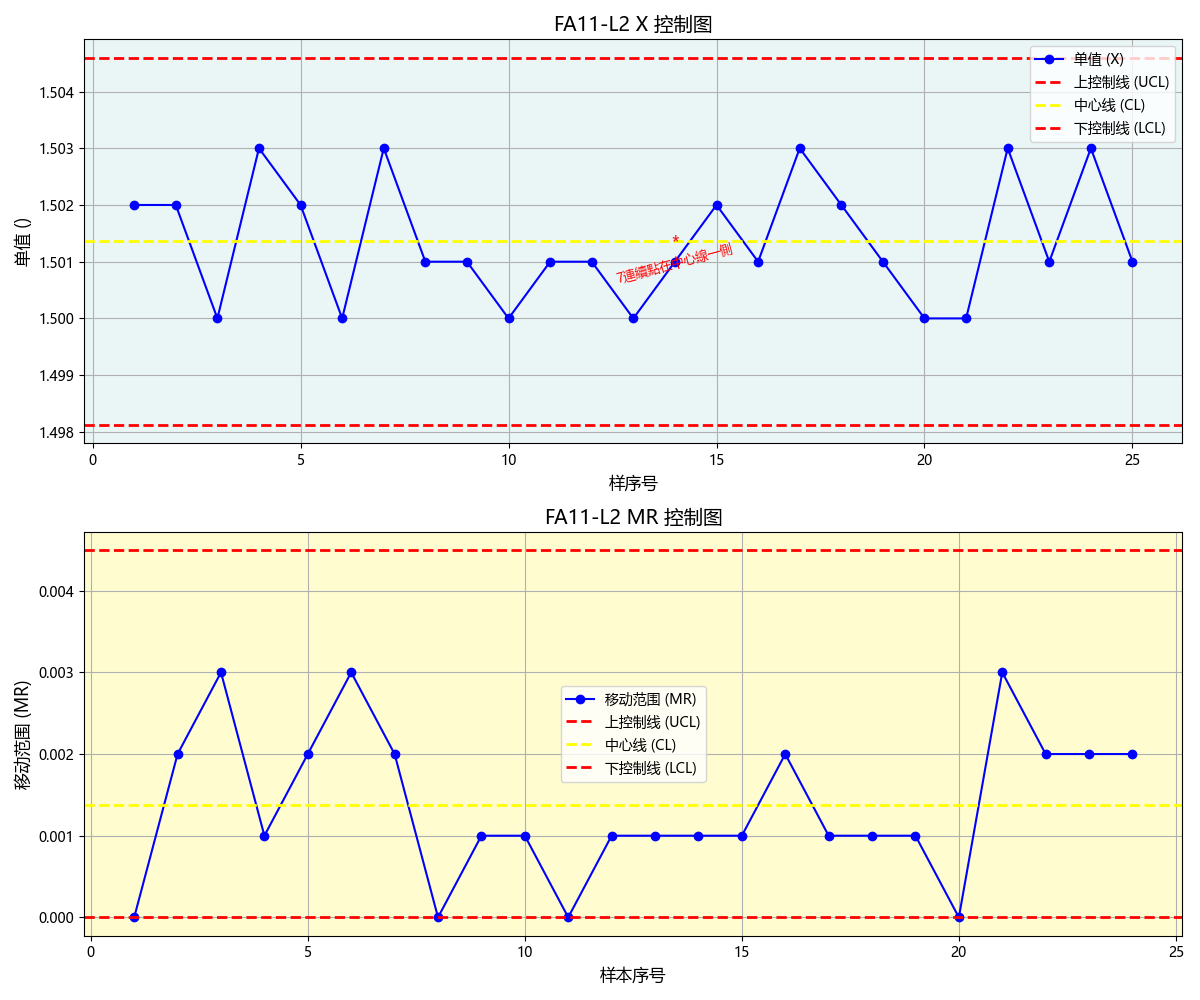 FA11-L2 X 控制图
单值 (X)
上控制线 (UCL)
中心线 (CL)
下控制线 (LCL)
单值 ()
1.504
1.503
1.502
1.501
1.500
1.499
1.498
*
7連續點在中心線一側
0 5 10 15 20 25
样序号
FA11-L2 MR 控制图
移动范围 (MR)
0.004
0.003
0.002
0.001
0.000
移动范围 (MR)
上控制线 (UCL)
中心线 (CL)
下控制线 (LCL)
0 5 10 15 20 25
样本序号